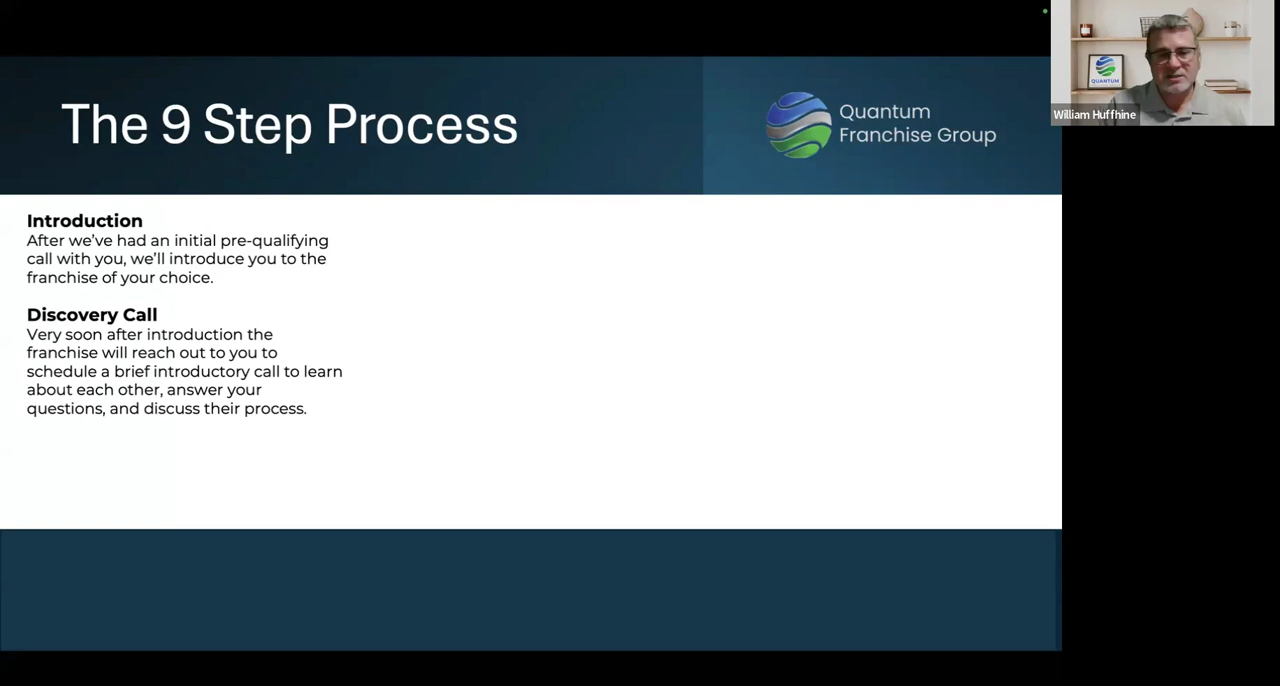 The 9 Step Process
Quantum
Franchise Group
QUANTUM
William Huffhine
Introduction
After we’ve had an initial pre-qualifying
call with you, we’ll introduce you to the
franchise of your choice.
Discovery Call
Very soon after introduction the
franchise will reach out to you to
schedule a brief introductory call to learn
about each other, answer your
questions, and discuss their process.